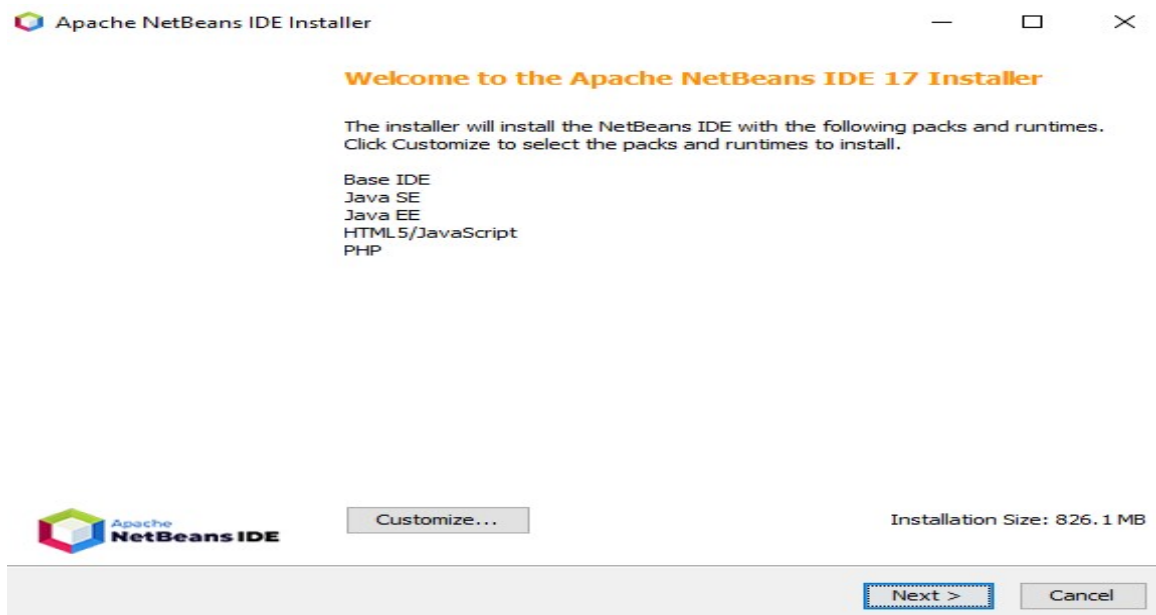 Apache NetBeans IDE Installer
Welcome to the Apache NetBeans IDE 17 Installer
The installer will install the NetBeans IDE with the following packs and runtimes.
Click Customize to select the packs and runtimes to install.
Base IDE
Java SE
Java EE
HTML5/JavaScript
PHP
Apache
NetBeans IDE
Customize...
Installation Size: 826.1 MB
Next >
Cancel